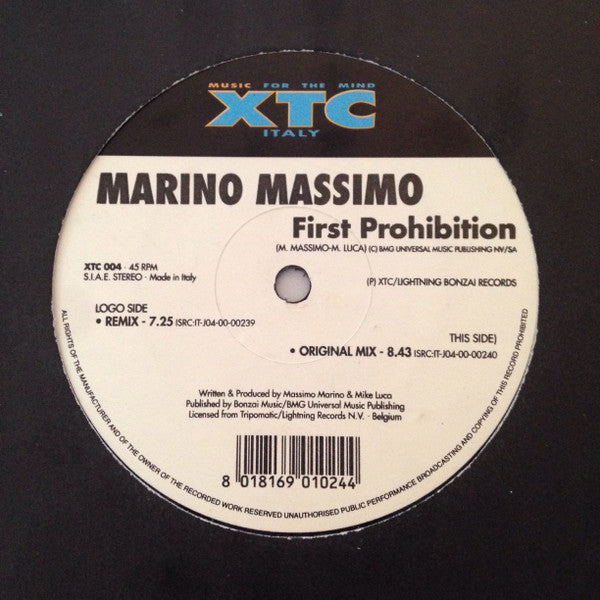 MUSIC FOR THE MIND
XTC
ITALY
MARINO MASSIMO
First Prohibition
(M. MASSIMO-M. LUCA) (C) BMG UNIVERSAL MUSIC PUBLISHING NV/SA
XTC 004 · 45 RPM
S.I.A.E. STEREO · Made in Italy
(P) XTC/LIGHTNING BONZAI RECORDS
LOGO SIDE
• REMIX - 7.25 ISRC:IT-J04-00-00239
THIS SIDE)
• ORIGINAL MIX - 8.43 ISRC:IT-J04-00-00240
Written & Produced by Massimo Marino & Mike Luca
Published by Bonzai Music/BMG Universal Music Publishing
Licensed from Tripomatic/Lightning Records N.V. · Belgium
8 018169 010244
ALL RIGHTS OF THE MANUFACTURER AND OF THE OWNER OF THE RECORDED WORK RESERVED UNAUTHORISED PUBLIC PERFORMANCE BROADCASTING AND COPYING OF THIS RECORD PROHIBITED